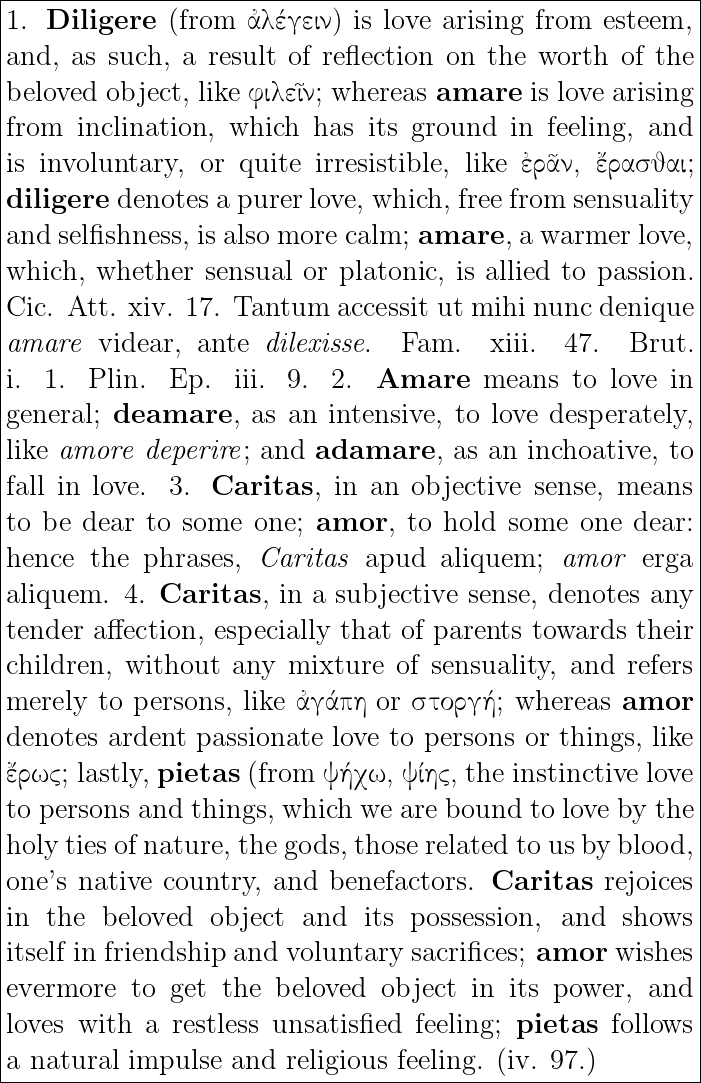 1. Diligere (from ἀλέγειν) is love arising from esteem,
and, as such, a result of reflection on the worth of the
beloved object, like φιλεῖν; whereas amare is love arising
from inclination, which has its ground in feeling, and
is involuntary, or quite irresistible, like ἐρᾶν, ἔρασϑαι;
diligere denotes a purer love, which, free from sensuality
and selfishness, is also more calm; amare, a warmer love,
which, whether sensual or platonic, is allied to passion.
Cic. Att. xiv. 17. Tantum accessit ut mihi nunc denique
amare videar, ante dilexisse. Fam. xiii. 47. Brut.
i. 1. Plin. Ep. iii. 9. 2. Amare means to love in
general; deamare, as an intensive, to love desperately,
like amore deperire; and adamare, as an inchoative, to
fall in love. 3. Caritas, in an objective sense, means
to be dear to some one; amor, to hold some one dear:
hence the phrases, Caritas apud aliquem; amor erga
aliquem. 4. Caritas, in a subjective sense, denotes any
tender affection, especially that of parents towards their
children, without any mixture of sensuality, and refers
merely to persons, like ἀγάπη or στοργή; whereas amor
denotes ardent passionate love to persons or things, like
ἔρως; lastly, pietas (from ψήχω, ψίης, the instinctive love
to persons and things, which we are bound to love by the
holy ties of nature, the gods, those related to us by blood,
one's native country, and benefactors. Caritas rejoices
in the beloved object and its possession, and shows
itself in friendship and voluntary sacrifices; amor wishes
evermore to get the beloved object in its power, and
loves with a restless unsatisfied feeling; pietas follows
a natural impulse and religious feeling. (iv. 97.)